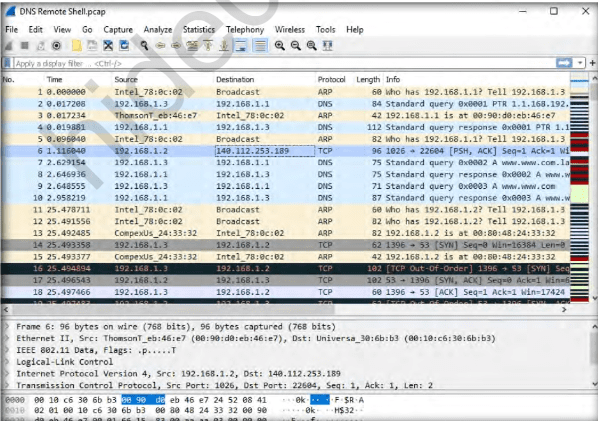 DNS Remote Shell.pcap
File Edit View Go Capture Analyze Statistics Telephony Wireless Tools Help
Apply a display filter ... <Ctrl-/>
No. Time Source Destination Protocol Length Info
1 0.000000 Intel_78:0c:02 Broadcast ARP 60 Who has 192.168.1.1? Tell 192.168.1.3
2 0.017208 192.168.1.3 192.168.1.1 DNS 84 Standard query 0x0001 PTR 1.1.168.192.
3 0.017234 ThomsonT_eb:46:e7 Intel_78:0c:02 ARP 42 192.168.1.1 is at 00:90:d0:eb:46:e7
4 0.019881 192.168.1.1 192.168.1.3 DNS 112 Standard query response 0x0001 PTR 1.1
5 0.096040 Intel_78:0c:02 Broadcast ARP 82 Who has 192.168.1.1? Tell 192.168.1.3
6 1.116040 192.168.1.2 140.112.253.189 TCP 96 1026 → 22604 [PSH, ACK] Seq=1 Ack=1 Wi
7 2.629154 192.168.1.3 192.168.1.1 DNS 75 Standard query 0x0002 A www.www.com.la
8 2.646936 192.168.1.1 192.168.1.3 DNS 75 Standard query response 0x0002 A www.w
9 2.648555 192.168.1.3 192.168.1.1 DNS 71 Standard query 0x0003 A www.www.com
10 2.958219 192.168.1.1 192.168.1.3 DNS 87 Standard query response 0x0003 A www.w
11 25.478711 Intel_78:0c:02 Broadcast ARP 60 Who has 192.168.1.2? Tell 192.168.1.3
12 25.491556 Intel_78:0c:02 Broadcast ARP 82 Who has 192.168.1.2? Tell 192.168.1.3
13 25.492485 CompexUs_24:33:32 Intel_78:0c:02 ARP 82 192.168.1.2 is at 00:80:48:24:33:32
14 25.493358 192.168.1.3 192.168.1.2 TCP 62 1396 → 53 [SYN] Seq=0 Win=16384 Len=0
15 25.493377 CompexUs_24:33:32 Intel_78:0c:02 ARP 42 192.168.1.2 is at 00:80:48:24:33:32
16 25.494894 192.168.1.3 192.168.1.2 TCP 102 [TCP Out-Of-Order] 1396 → 53 [SYN] Seq
17 25.496543 192.168.1.2 192.168.1.3 TCP 102 53 → 1396 [SYN, ACK] Seq=0 Ack=1 Win=6
18 25.497466 192.168.1.3 192.168.1.2 TCP 60 1396 → 53 [ACK] Seq=1 Ack=1 Win=17424
Frame 6: 96 bytes on wire (768 bits), 96 bytes captured (768 bits)
Ethernet II, Src: ThomsonT_eb:46:e7 (00:90:d0:eb:46:e7), Dst: Universa_30:6b:b3 (00:10:c6:30:6b:b3)
IEEE 802.11 Data, Flags: .p.....T
Logical-Link Control
Internet Protocol Version 4, Src: 192.168.1.2, Dst: 140.112.253.189
Transmission Control Protocol, Src Port: 1026, Dst Port: 22604, Seq: 1, Ack: 1, Len: 2
0000 00 10 c6 30 6b b3 00 90 d0 eb 46 e7 24 52 08 41
0010 02 01 00 10 c6 30 6b b3 00 80 48 24 33 32 00 90